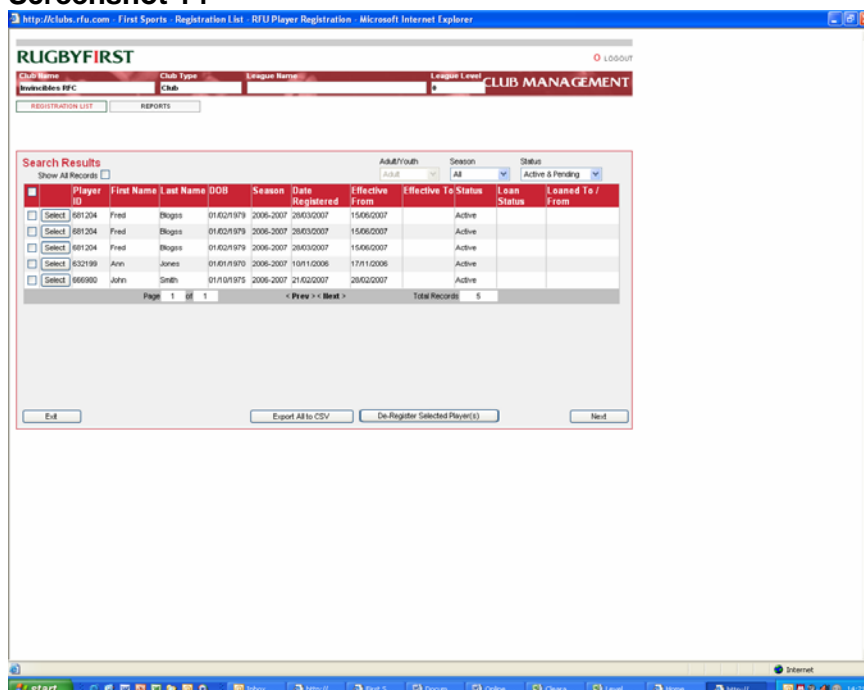 http://clubs.rfu.com - First Sports - Registration List - RFU Player Registration - Microsoft Internet Explorer
RUGBYFIRST
LOGOUT
Club Name Club Type League Name League Level
Invincibles RFC Club 0 CLUB MANAGEMENT
REGISTRATION LIST REPORTS
Search Results Adult/Youth Season Status
Show All Records Adult All Active & Pending
Player ID First Name Last Name DOB Season Date Registered Effective From Effective To Status Loan Status Loaned To / From
Select 681204 Fred Blogss 01/02/1979 2006-2007 28/03/2007 15/06/2007 Active
Select 681204 Fred Blogss 01/02/1979 2006-2007 28/03/2007 15/06/2007 Active
Select 681204 Fred Blogss 01/02/1979 2006-2007 28/03/2007 15/06/2007 Active
Select 632199 Ann Jones 01/01/1970 2006-2007 10/11/2006 17/11/2006 Active
Select 666980 John Smith 01/10/1975 2006-2007 21/02/2007 28/02/2007 Active
Page 1 of 1 < Prev > < Next > Total Records 5
Exit Export All to CSV De-Register Selected Player(s) Next
Internet
start